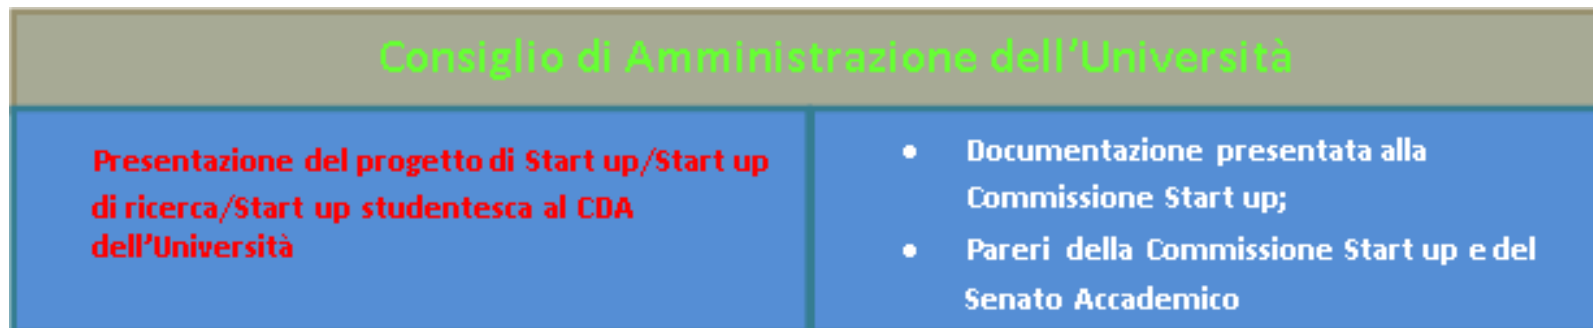 Consiglio di Amministrazione dell’Università
Presentazione del progetto di Start up/Start up
di ricerca/Start up studentesca al CDA
dell’Università
• Documentazione presentata alla
Commissione Start up;
• Pareri della Commissione Start up e del
Senato Accademico